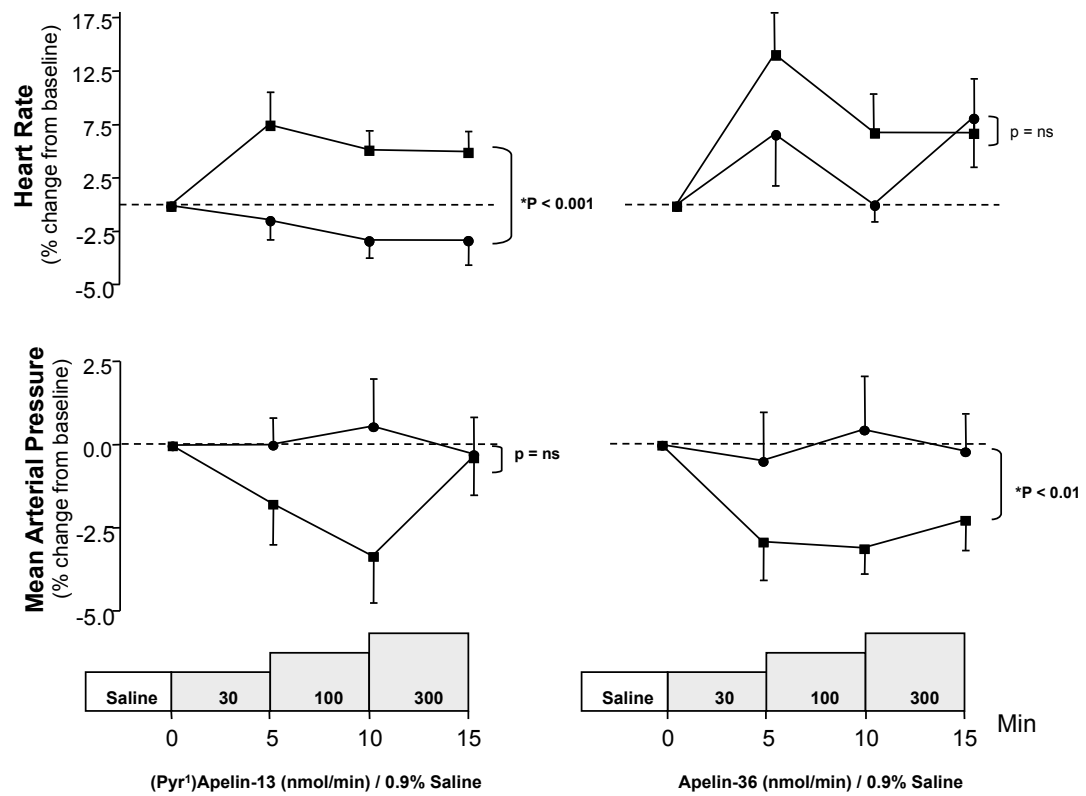 Heart Rate
(% change from baseline)
17.5
12.5
7.5
2.5
-2.5
-5.0
*P < 0.001
p = ns
Mean Arterial Pressure
(% change from baseline)
2.5
0.0
-2.5
-5.0
p = ns
*P < 0.01
Saline 30 100 300
Saline 30 100 300
0 5 10 15
0 5 10 15 Min
(Pyr¹)Apelin-13 (nmol/min) / 0.9% Saline
Apelin-36 (nmol/min) / 0.9% Saline